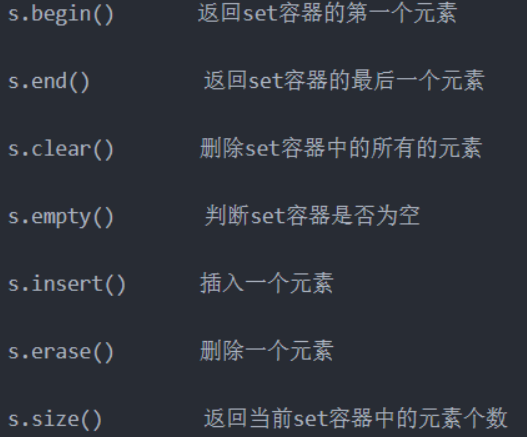 s.begin() 返回set容器的第一个元素
s.end() 返回set容器的最后一个元素
s.clear() 删除set容器中的所有的元素
s.empty() 判断set容器是否为空
s.insert() 插入一个元素
s.erase() 删除一个元素
s.size() 返回当前set容器中的元素个数